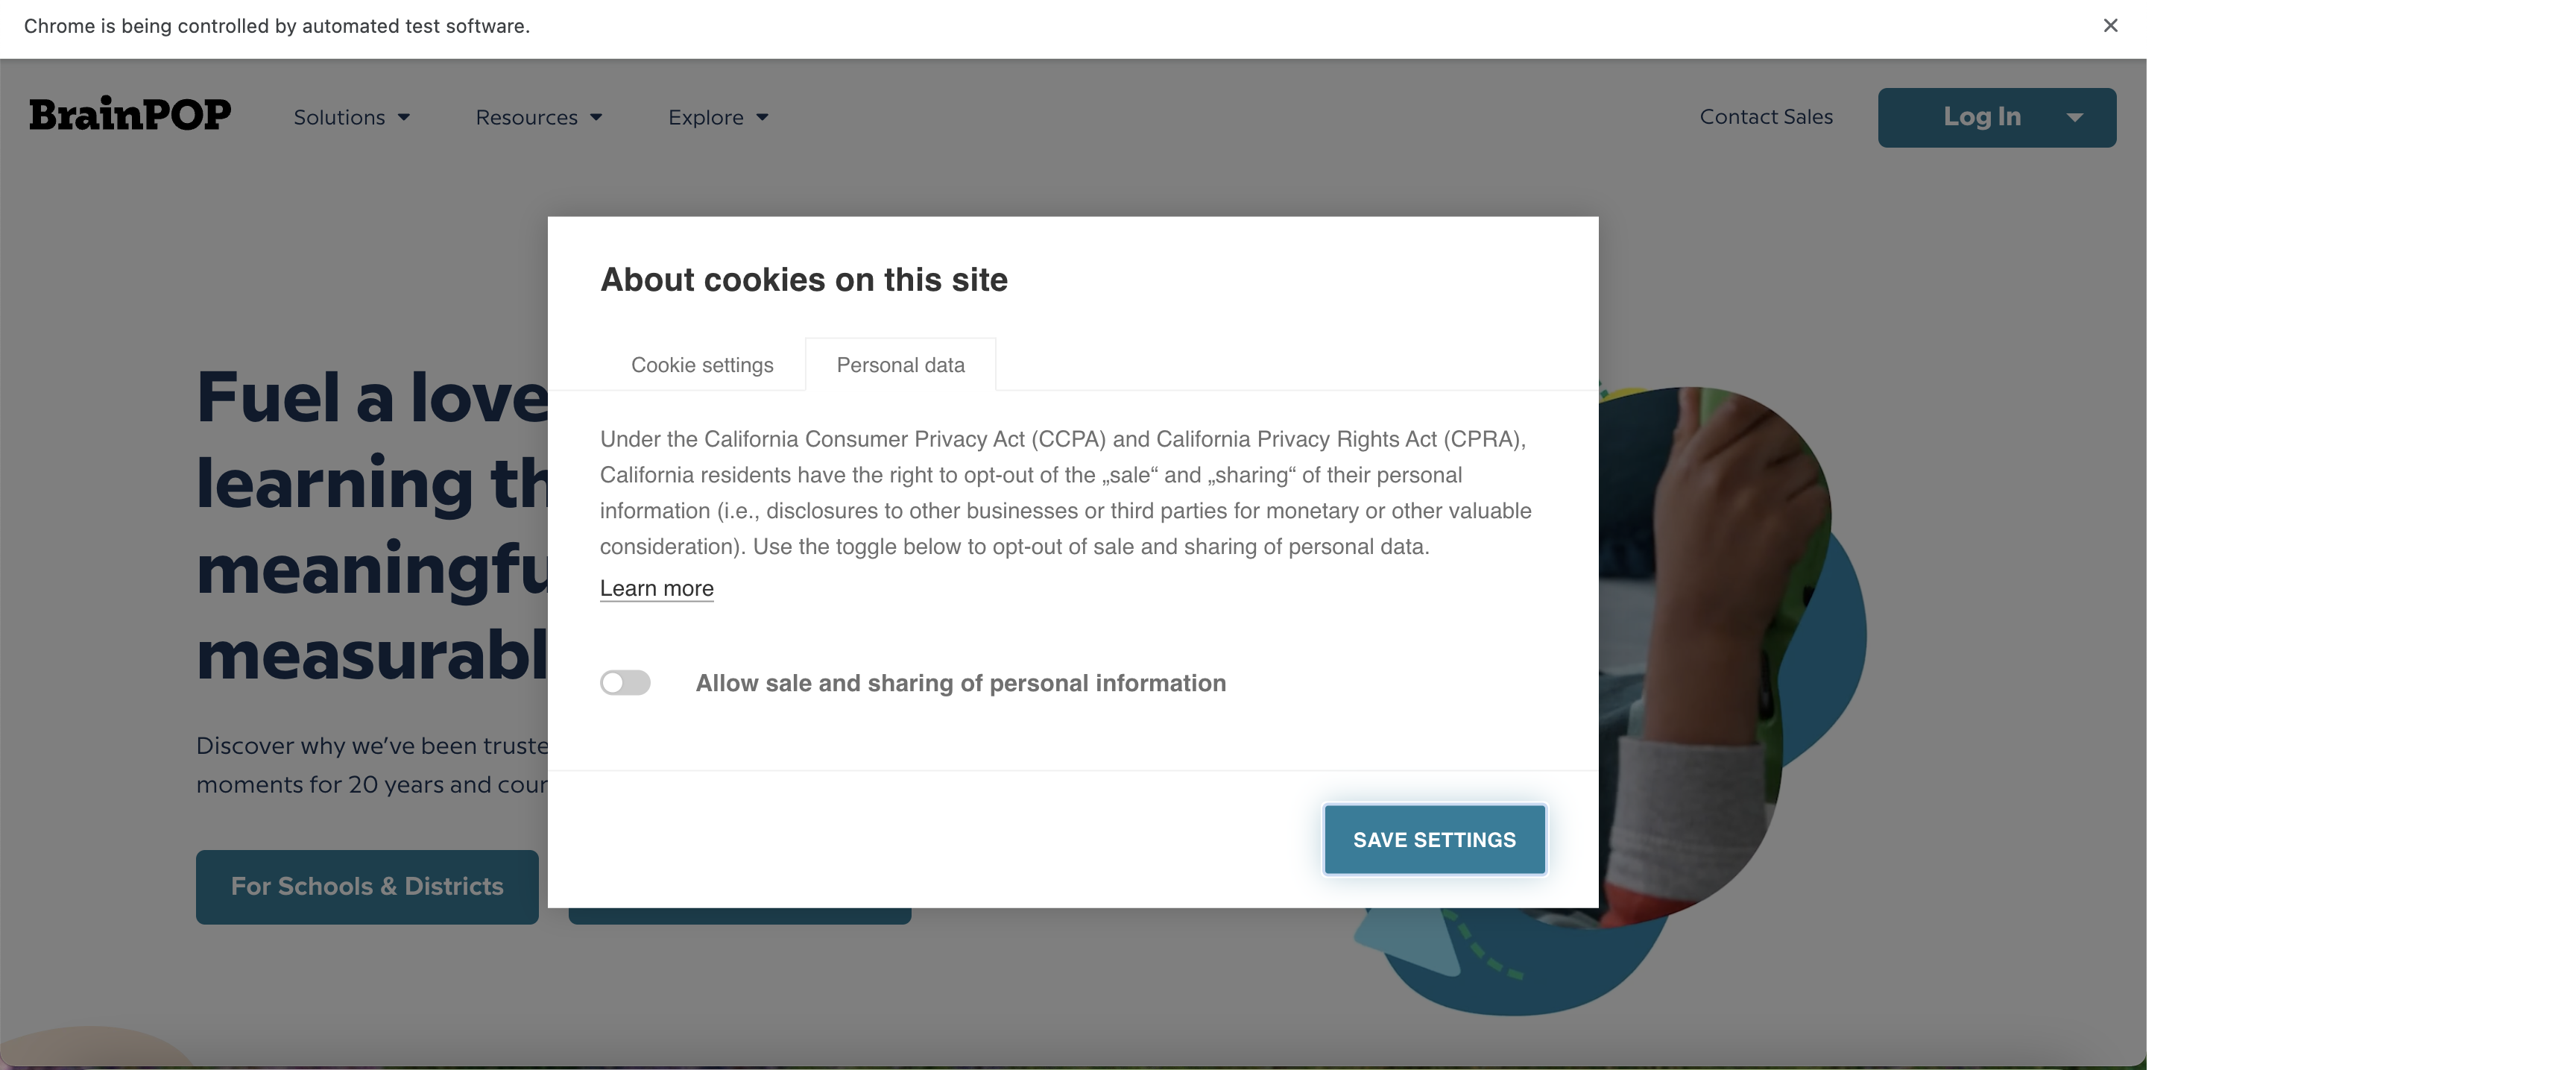 Chrome is being controlled by automated test software.
BrainPOP
Solutions
Resources
Explore
Contact Sales
Log In
About cookies on this site
Cookie settings
Personal data
Under the California Consumer Privacy Act (CCPA) and California Privacy Rights Act (CPRA),
California residents have the right to opt-out of the „sale“ and „sharing“ of their personal
information (i.e., disclosures to other businesses or third parties for monetary or other valuable
consideration). Use the toggle below to opt-out of sale and sharing of personal data.
Learn more
Allow sale and sharing of personal information
SAVE SETTINGS
Fuel a love
learning
meaningfu
measurabl
Discover why we’ve been truste
moments for 20 years and cour
For Schools & Districts